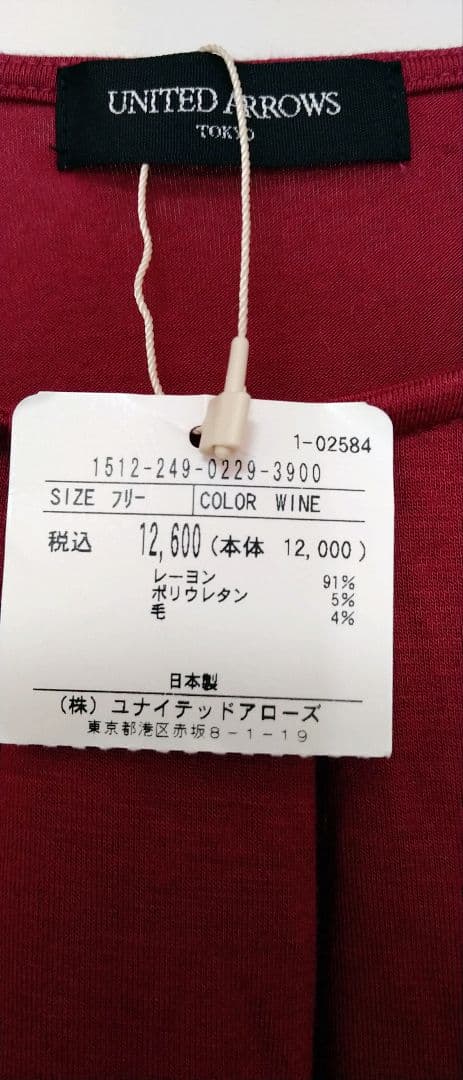 UNITED ARROWS
TOKYO
1-02584
1512-249-0229-3900
SIZE フリー COLOR WINE
税込 12,600 (本体 12,000)
レーヨン 91%
ポリウレタン 5%
毛 4%
日本製
(株) ユナイテッドアローズ
東京都港区赤坂8-1-19